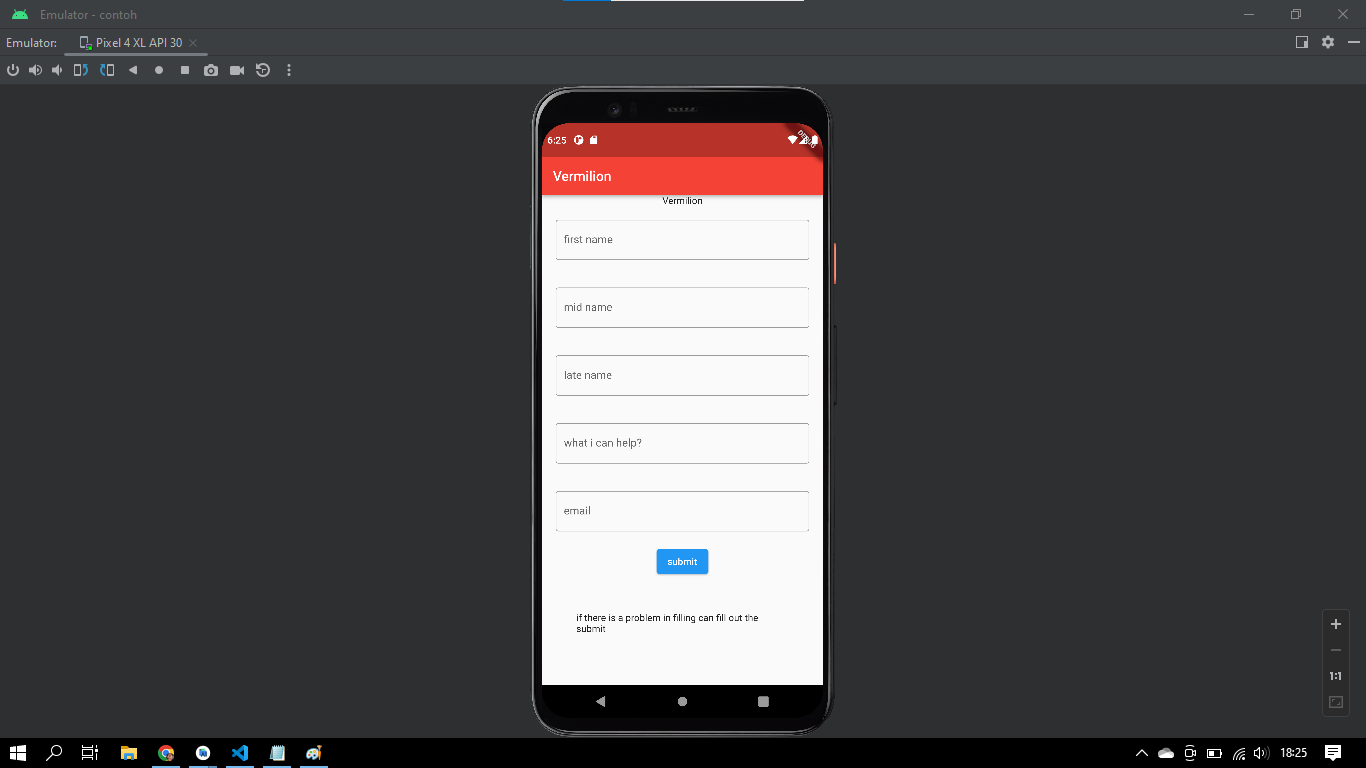 Emulator - contoh
Emulator:
Pixel 4 XL API 30
6:25
DEBUG
Vermilion
Vermilion
first name
mid name
late name
what i can help?
email
submit
if there is a problem in filling can fill out the
submit
1:1
18:25